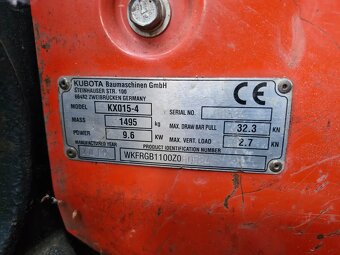 KUBOTA Baumaschinen GmbH
STEINHAUSER STR. 100
66482 ZWEIBRÜCKEN GERMANY
CE
MODEL KX015-4 SERIAL NO.
MASS 1495 kg MAX. DRAW BAR PULL 32.3 KN
POWER 9.6 KW MAX. VERT. LOAD 2.7 KN
MANUFACTURED YEAR PRODUCT IDENTIFICATION NUMBER
WKFRGB1100Z0